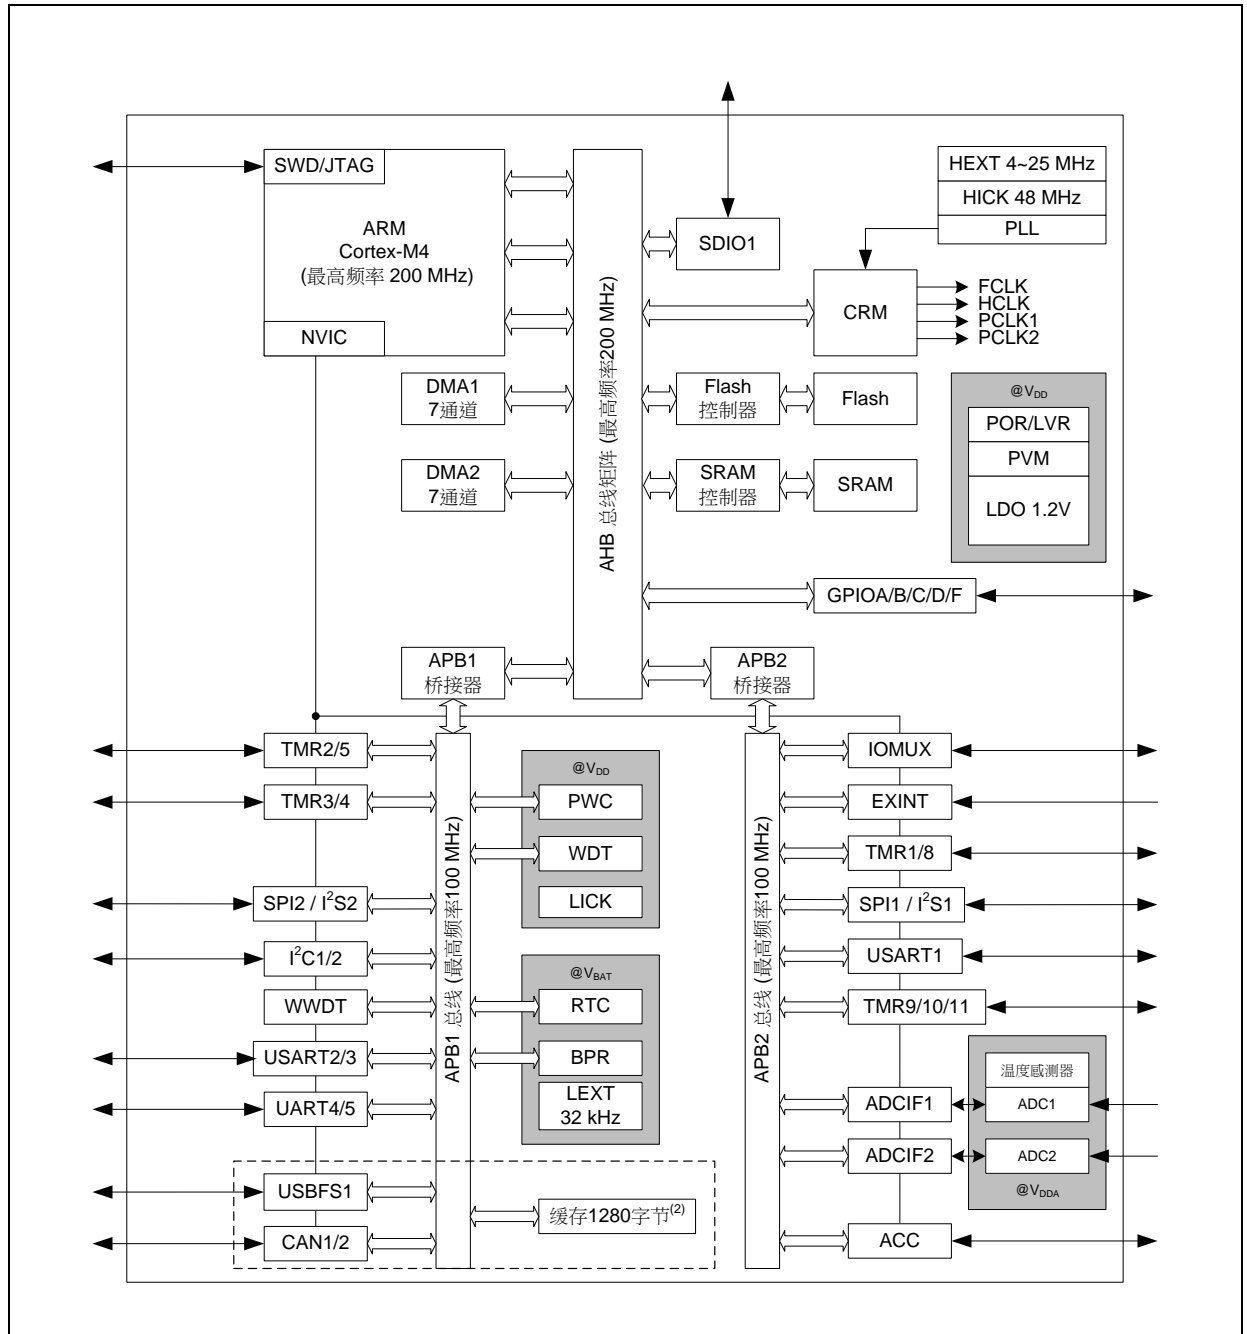 SWD/JTAG
ARM
Cortex-M4
(最高频率 200 MHz)
NVIC
AHB 总线矩阵 (最高频率200 MHz)
SDIO1
HEXT 4~25 MHz
HICK 48 MHz
PLL
CRM
FCLK
HCLK
PCLK1
PCLK2
DMA1
7通道
Flash
控制器
Flash
DMA2
7通道
SRAM
控制器
SRAM
@VDD
POR/LVR
PVM
LDO 1.2V
GPIOA/B/C/D/F
APB1
桥接器
APB2
桥接器
TMR2/5
TMR3/4
SPI2 / I²S2
I²C1/2
WWDT
USART2/3
UART4/5
USBFS1
CAN1/2
APB1 总线 (最高频率100 MHz)
@VDD
PWC
WDT
LICK
@VBAT
RTC
BPR
LEXT
32 kHz
缓存1280字节(2)
APB2 总线 (最高频率100 MHz)
IOMUX
EXINT
TMR1/8
SPI1 / I²S1
USART1
TMR9/10/11
ADCIF1
ADCIF2
ACC
温度感测器
ADC1
ADC2
@VDDA